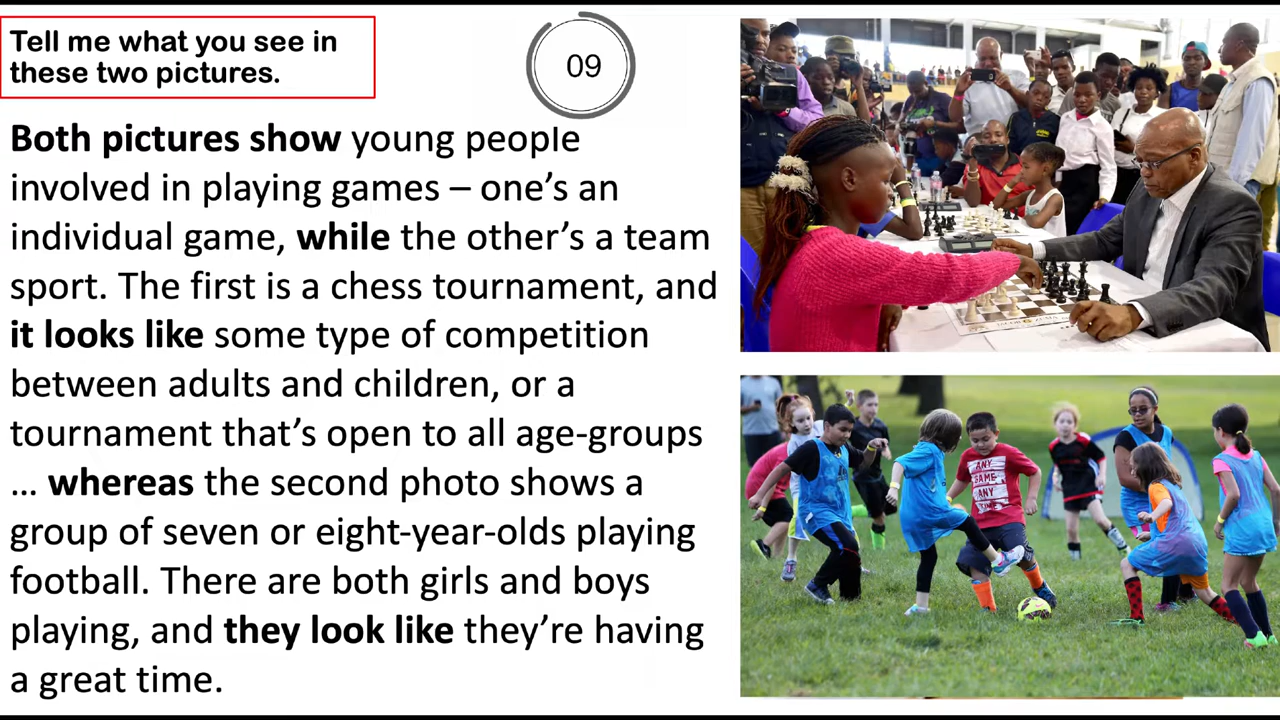 Tell me what you see in
these two pictures.
09
Both pictures show young people
involved in playing games – one’s an
individual game, while the other’s a team
sport. The first is a chess tournament, and
it looks like some type of competition
between adults and children, or a
tournament that’s open to all age-groups
… whereas the second photo shows a
group of seven or eight-year-olds playing
football. There are both girls and boys
playing, and they look like they’re having
a great time.
ANY
GAME
ANY